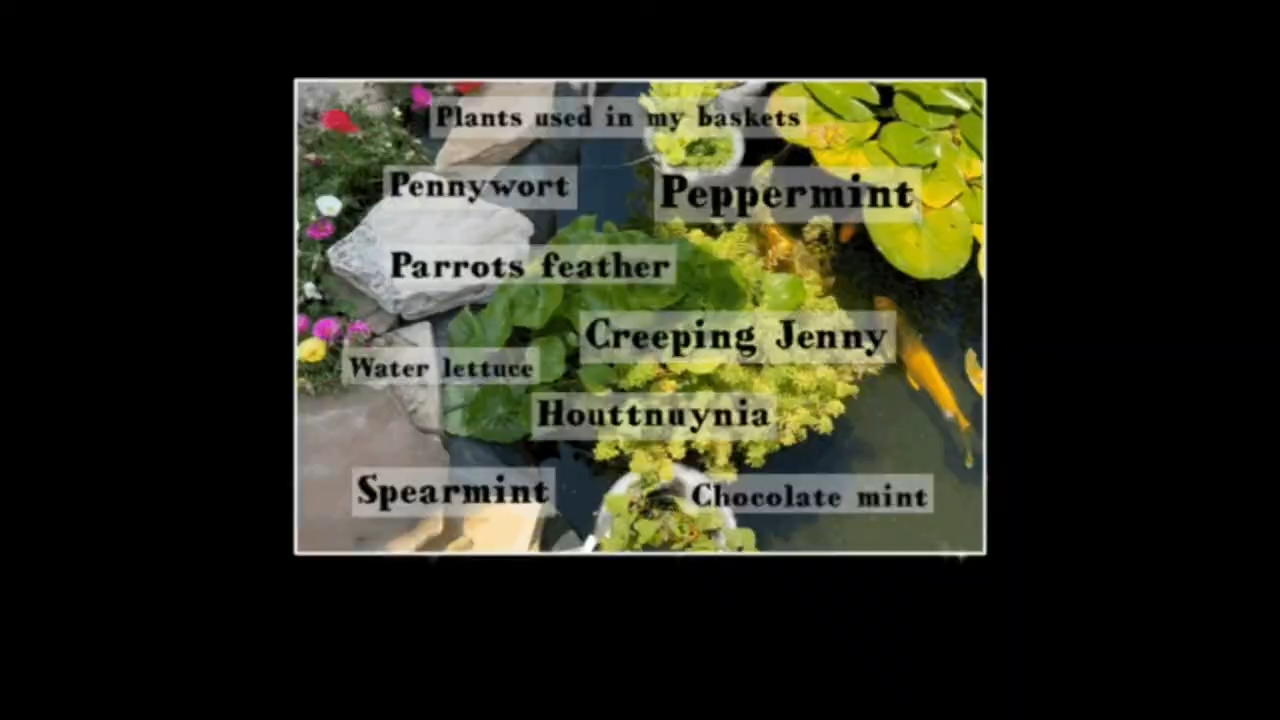 Plants used in my baskets
Pennywort
Peppermint
Parrots feather
Creeping Jenny
Water lettuce
Houttnuynia
Spearmint
Chocolate mint